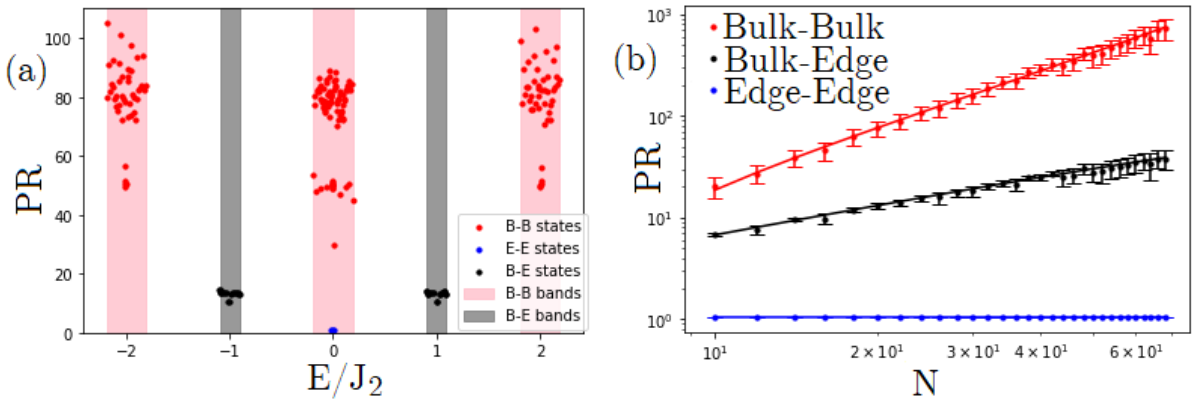 (a)
PR
100
80
60
40
20
0
−2
−1
0
1
2
E/J₂
B-B states
E-E states
B-E states
B-B bands
B-E bands
(b)
Bulk-Bulk
Bulk-Edge
Edge-Edge
PR
10³
10²
10¹
10⁰
10¹
2 × 10¹
3 × 10¹
4 × 10¹
6 × 10¹
N